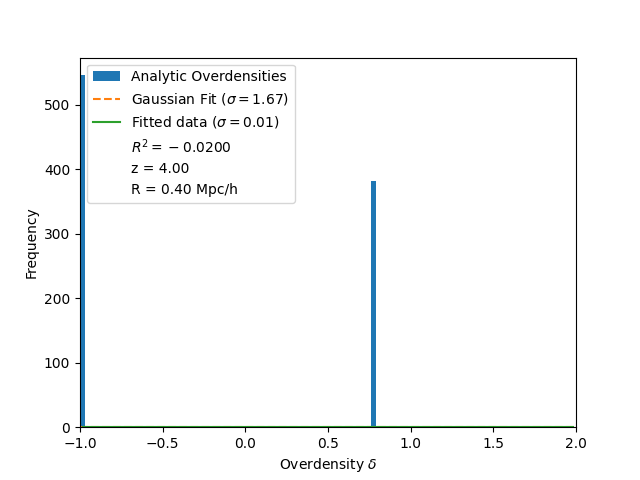 Analytic Overdensities
Gaussian Fit (σ = 1.67)
Fitted data (σ = 0.01)
R² = −0.0200
z = 4.00
R = 0.40 Mpc/h
500
400
300
200
100
0
Frequency
−1.0 −0.5 0.0 0.5 1.0 1.5 2.0
Overdensity δ